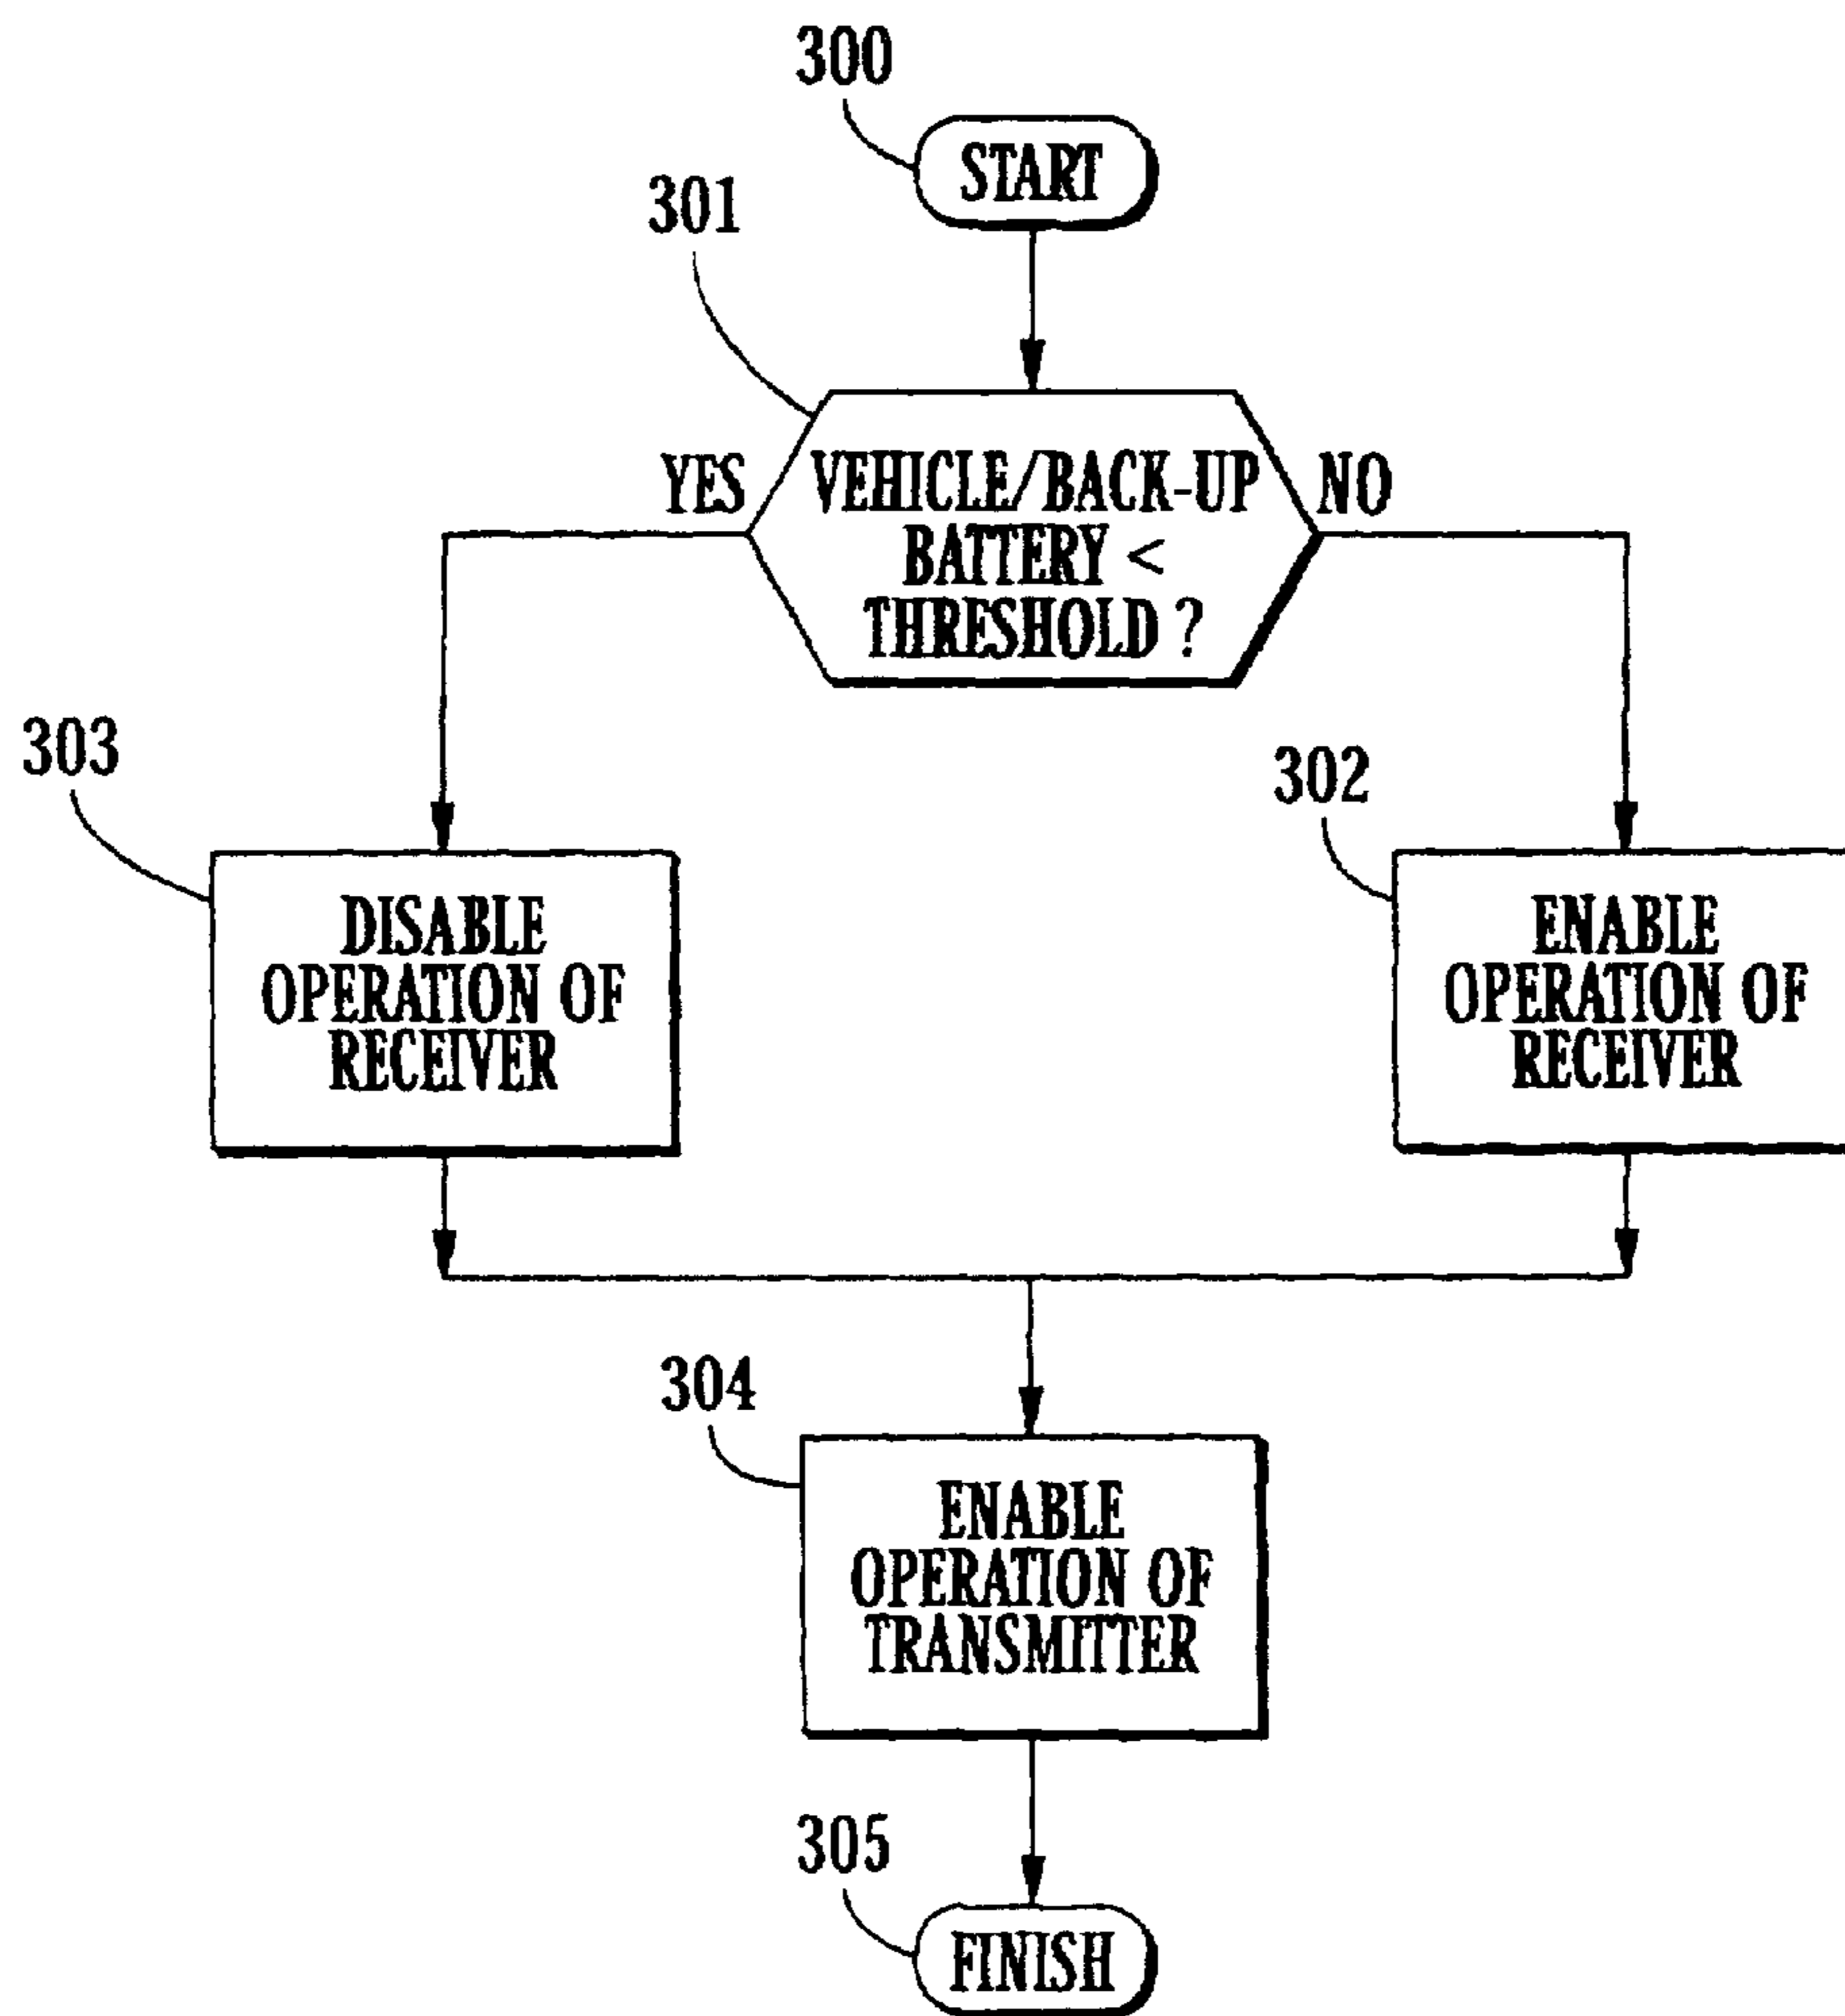 300
START
301
YES
VEHICLE/BACK-UP
BATTERY <
THRESHOLD ?
NO
303
302
DISABLE
OPERATION OF
RECEIVER
ENABLE
OPERATION OF
RECEIVER
304
ENABLE
OPERATION OF
TRANSMITTER
305
FINISH